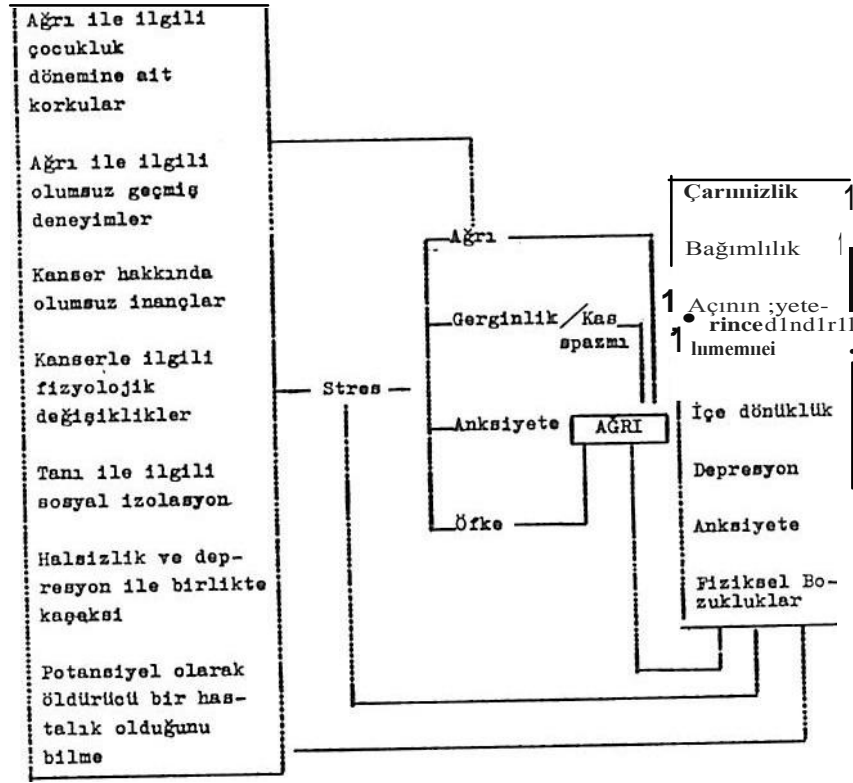 Ağrı ile ilgili
çocukluk
dönemine ait
korkular
Ağrı ile ilgili
olumsuz geçmiş
deneyimler
Kanser hakkında
olumsuz inançlar
Kanserle ilgili
fizyolojik
değişiklikler
Tanı ile ilgili
sosyal izolasyon
Halsizlik ve dep-
resyon ile birlikte
kaşeksi
Potansiyel olarak
öldürücü bir has-
talık olduğunu
bilme
Stres
Ağrı
Gerginlik/Kas
spazmı
Anksiyete
Öfke
AĞRI
Çarımizlik
Bağımlılık
Açının ;yete-
rinced1nd1r1l
İçe dönüklük
Depresyon
Anksiyete
Fiziksel Bo-
zukluklar